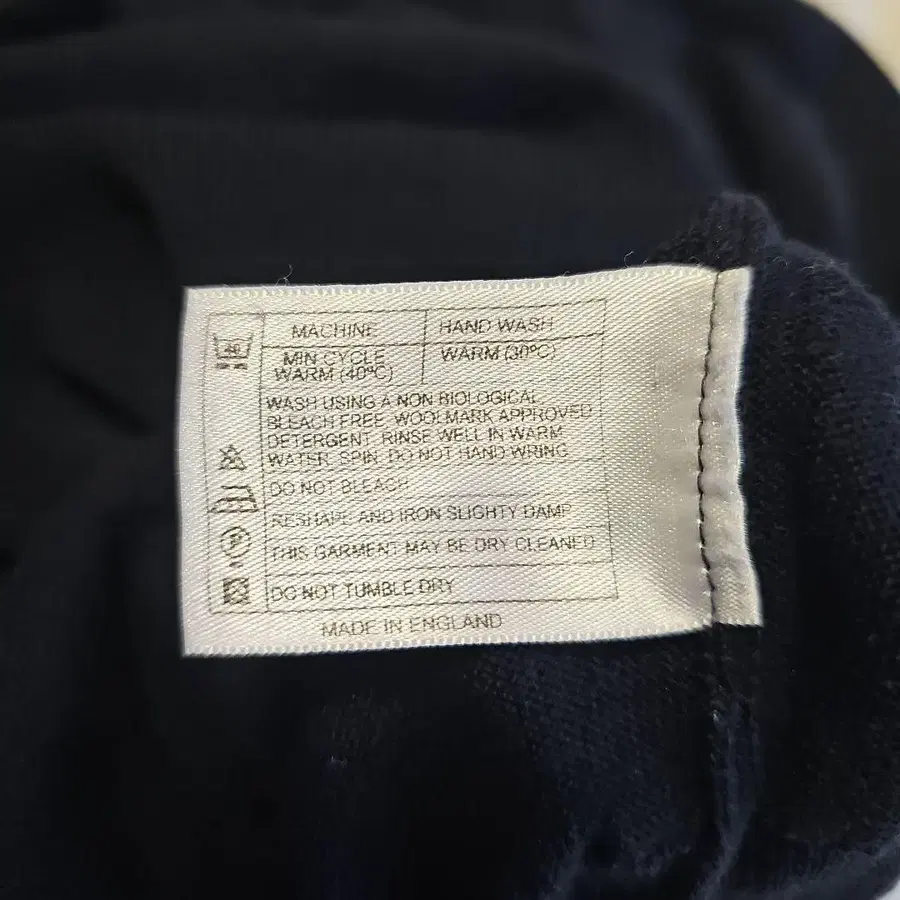 40
MACHINE
HAND WASH
MIN CYCLE
WARM (40ºC)
WARM (30ºC)
WASH USING A NON BIOLOGICAL
BLEACH FREE WOOLMARK APPROVED
DETERGENT. RINSE WELL IN WARM
WATER. SPIN. DO NOT HAND WRING.
DO NOT BLEACH
RESHAPE AND IRON SLIGHTY DAMP
P
THIS GARMENT MAY BE DRY CLEANED
DO NOT TUMBLE DRY
MADE IN ENGLAND